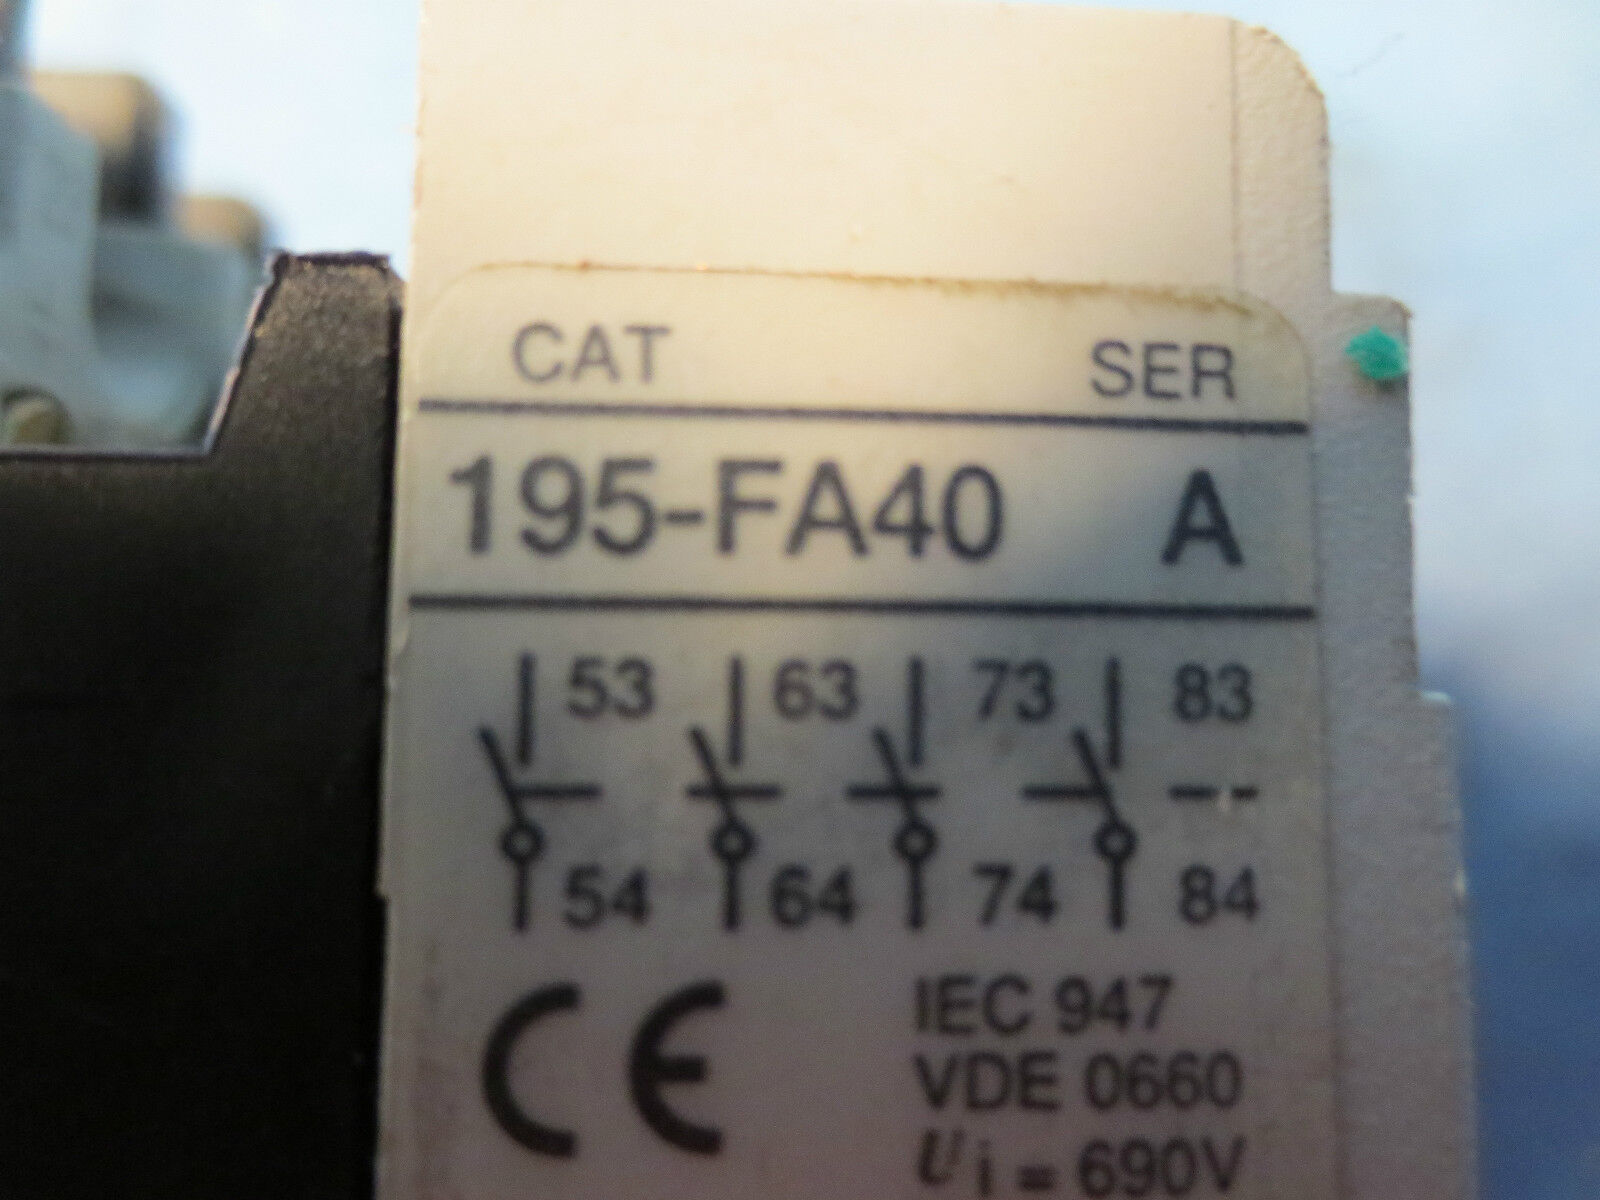 CAT SER
195-FA40 A
53 63 73 83
54 64 74 84
CE IEC 947
VDE 0660
Ui = 690V